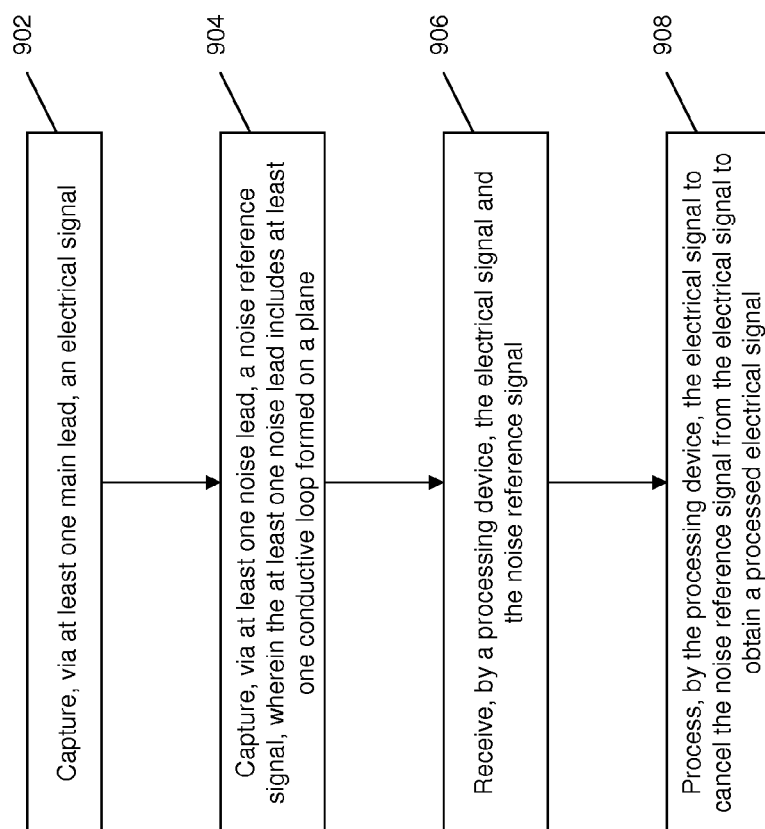 902
Capture, via at least one main lead, an electrical signal
904
Capture, via at least one noise lead, a noise reference
signal, wherein the at least one noise lead includes at least
one conductive loop formed on a plane
906
Receive, by a processing device, the electrical signal and
the noise reference signal
908
Process, by the processing device, the electrical signal to
cancel the noise reference signal from the electrical signal to
obtain a processed electrical signal